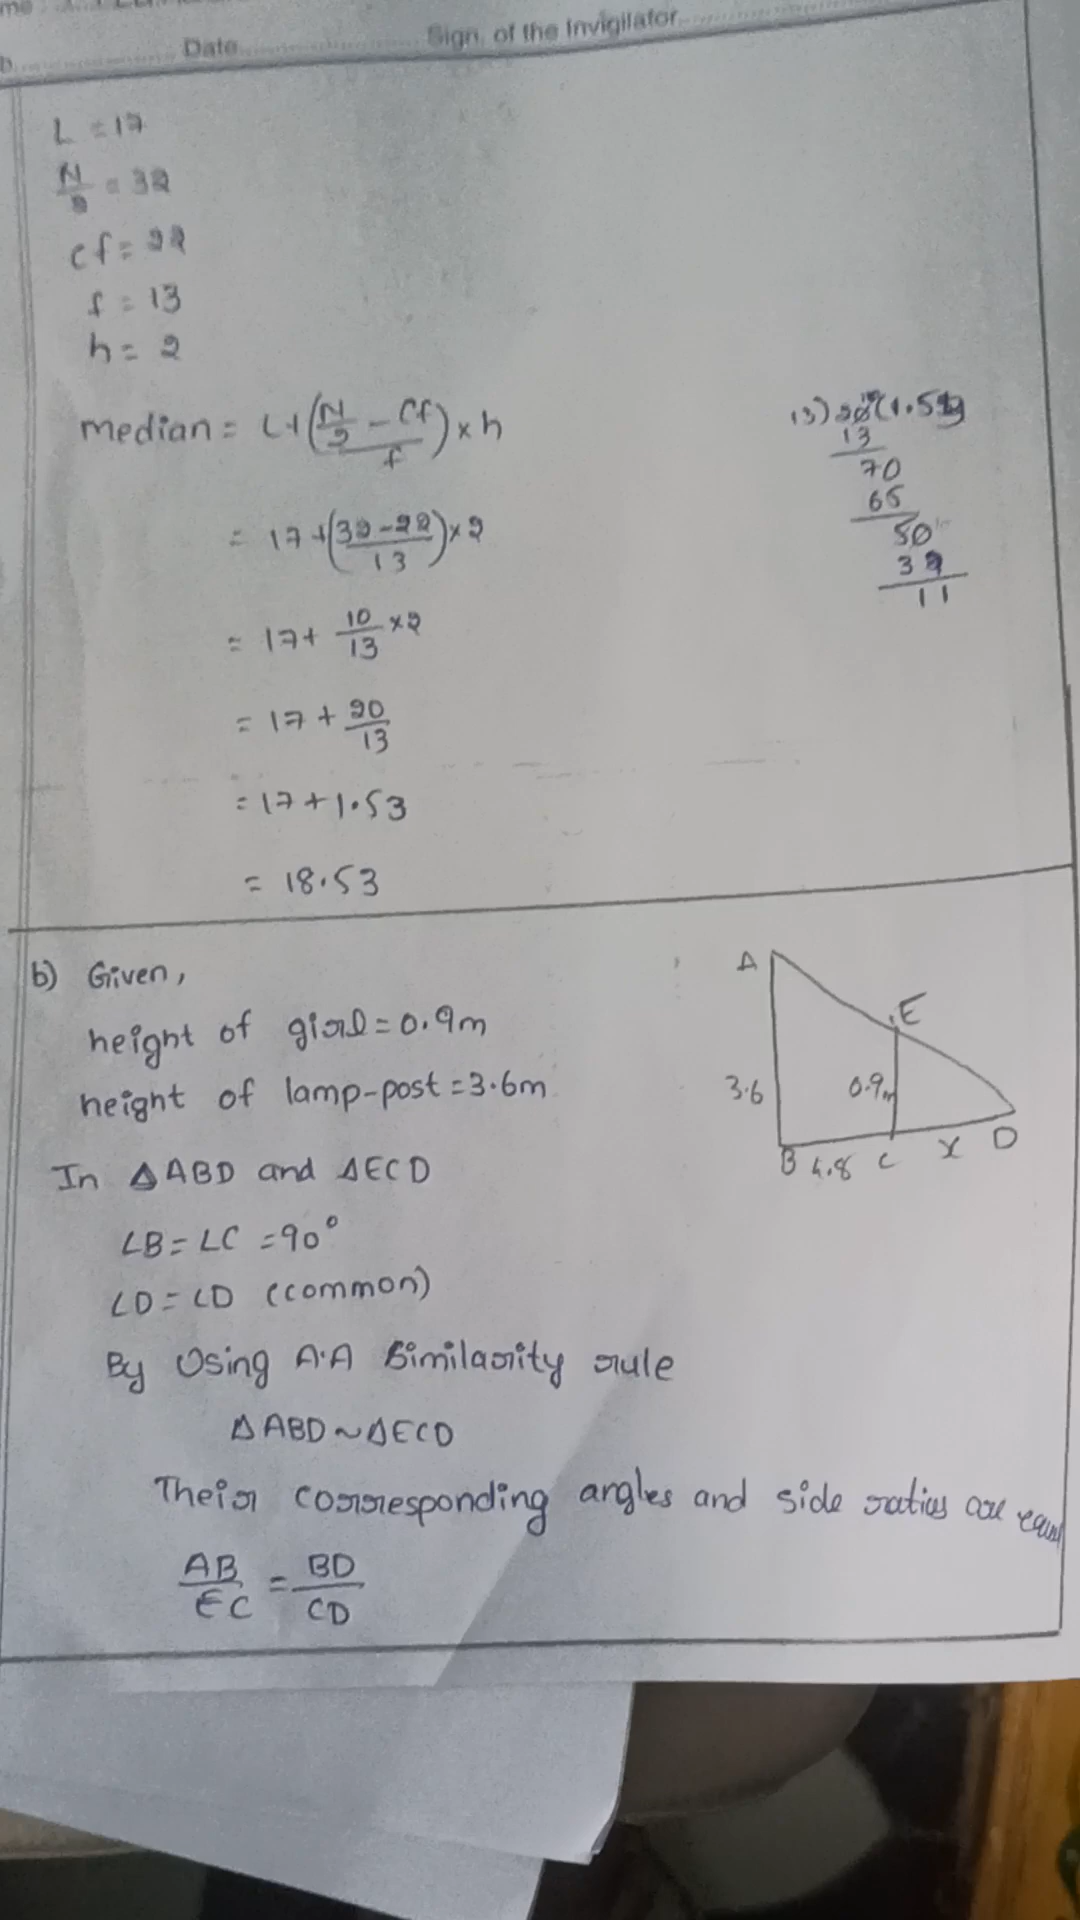 Date
Sign. of the Invigilator
L = 17
N/2 = 32
cf = 22
f = 13
h = 2
median = L+(N/2 - cf / f) × h
= 17+(32-22 / 13)×2
= 17+ 10/13 ×2
= 17 + 20/13
= 17+1.53
= 18.53
13) 20 (1.53
13
70
65
50
39
11
b) Given,
height of girl = 0.9m
height of lamp-post = 3.6m
A
E
3.6
0.9m
B 4.8 C X D
In ΔABD and ΔECD
∠B = ∠C = 90°
∠D = ∠D (common)
By Using A.A Similarity rule
Δ ABD ~ ΔECD
Their corresponding angles and side ratios are equal
AB/EC = BD/CD